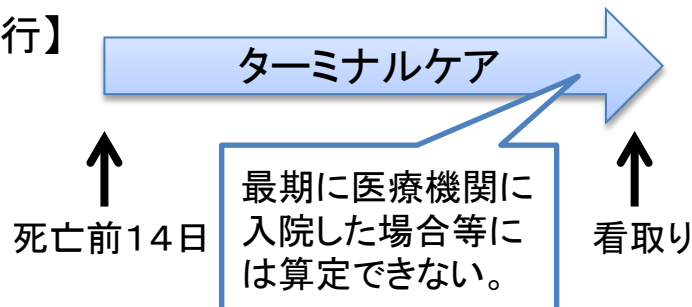 行】
ターミナルケア
最期に医療機関に
入院した場合等に
は算定できない。
死亡前１４日
看取り